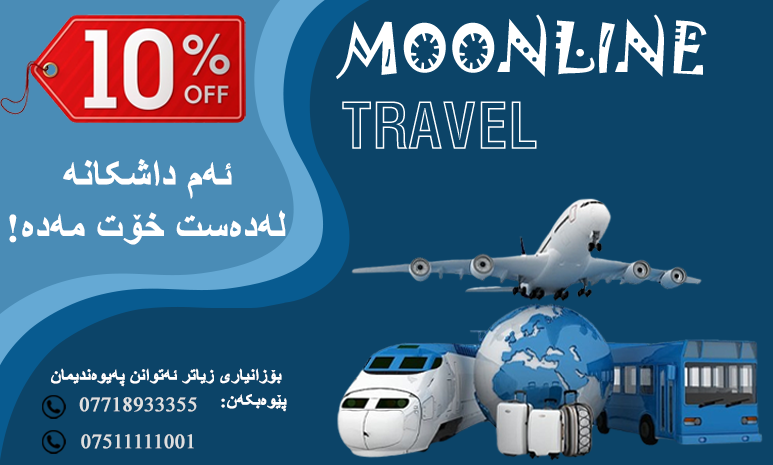 10% OFF
MOONLINE
TRAVEL
ئەم داشکانە
لەدەست خۆت مەدە!
بۆزانیاری زیاتر ئەتوانن پەیوەندیمان
پێوەبکەن:
07718933355
07511111001